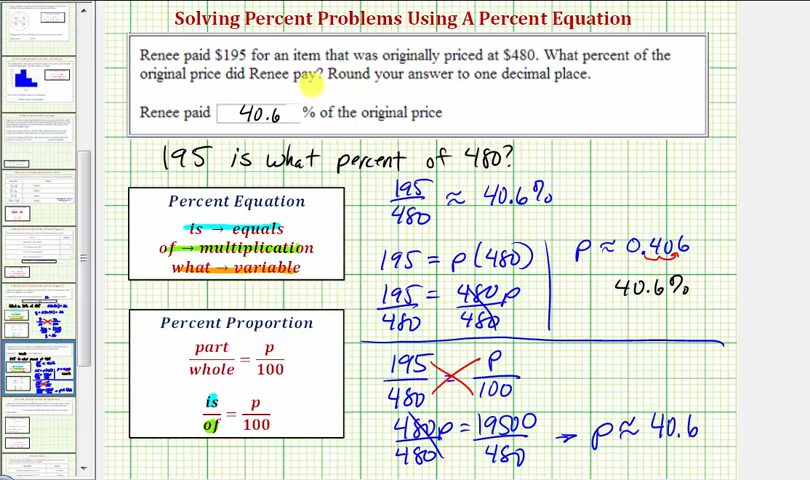 Solving Percent Problems Using A Percent Equation
Renee paid $195 for an item that was originally priced at $480. What percent of the
original price did Renee pay? Round your answer to one decimal place.
Renee paid 40.6 % of the original price
195 is what percent of 480?
Percent Equation
is → equals
of → multiplication
what → variable
Percent Proportion
part/whole = p/100
is/of = p/100
195/480 ≈ 40.6%
195 = p(480)
195/480 = 480p/480
p ≈ 0.406
40.6%
195/480 = p/100
480p/480 = 19500/480 → p ≈ 40.6